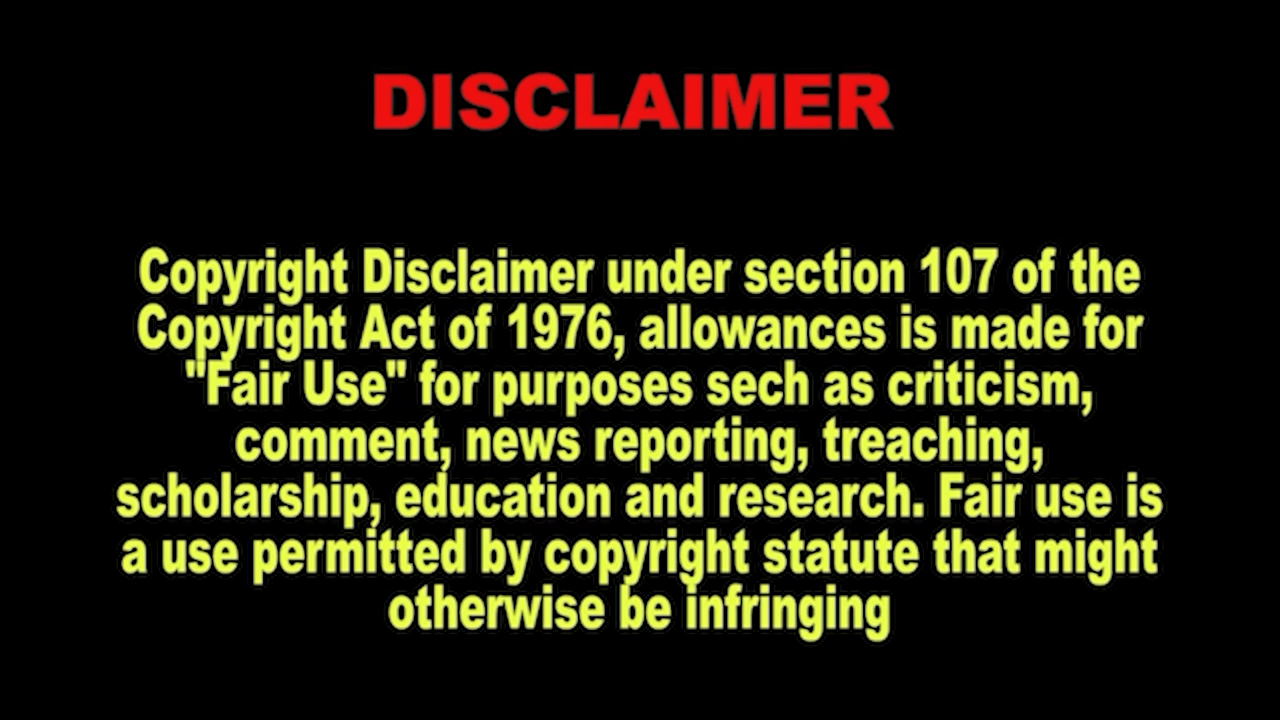 DISCLAIMER
Copyright Disclaimer under section 107 of the
Copyright Act of 1976, allowances is made for
"Fair Use" for purposes sech as criticism,
comment, news reporting, treaching,
scholarship, education and research. Fair use is
a use permitted by copyright statute that might
otherwise be infringing